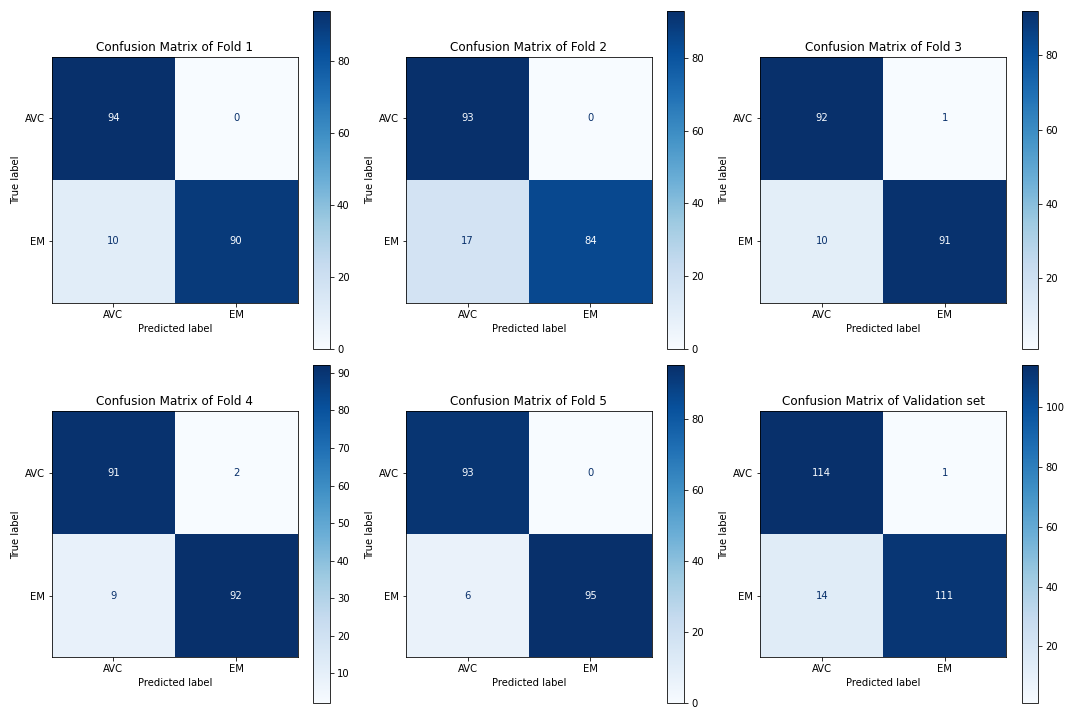 Confusion Matrix of Fold 1
AVC
EM
True label
94
0
10
90
AVC
EM
Predicted label
80
60
40
20
0
Confusion Matrix of Fold 2
AVC
EM
True label
93
0
17
84
AVC
EM
Predicted label
80
60
40
20
0
Confusion Matrix of Fold 3
AVC
EM
True label
92
1
10
91
AVC
EM
Predicted label
80
60
40
20
Confusion Matrix of Fold 4
AVC
EM
True label
91
2
9
92
AVC
EM
Predicted label
90
80
70
60
50
40
30
20
10
Confusion Matrix of Fold 5
AVC
EM
True label
93
0
6
95
AVC
EM
Predicted label
80
60
40
20
0
Confusion Matrix of Validation set
AVC
EM
True label
114
1
14
111
AVC
EM
Predicted label
100
80
60
40
20